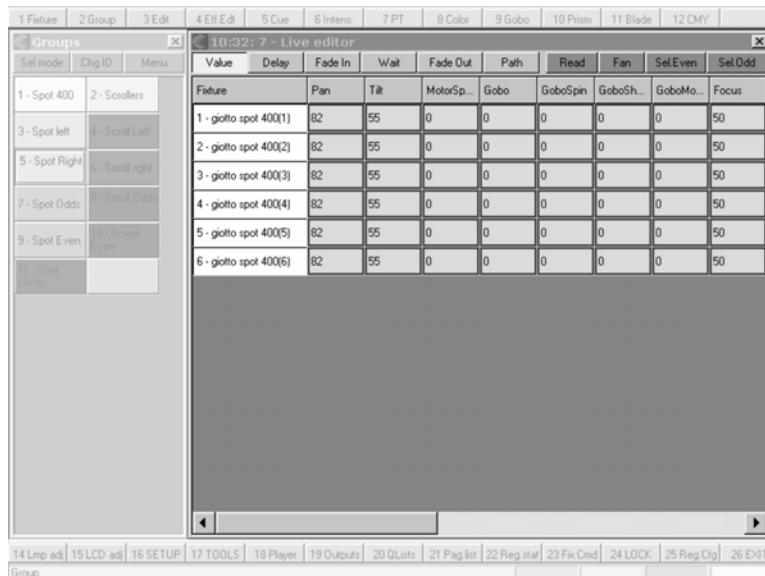 1 Fixture 2 Group 3 Edit 4 Eff.Edt 5 Cue 6 Intens. 7 PT 8 Color 9 Gobo 10 Prism 11 Blade 12 CMY
Groups
Sel mode Chg ID Menu
1 - Spot 400 2 - Scrollers
3 - Spot left 4 - Scroll Left
5 - Spot Right 6 - Scroll right
7 - Spot Odds 8 - Scroll Odds
9 - Spot Even 10 - Scrool Even
11 - Spot center
10:32: 7 - Live editor
Value Delay Fade In Wait Fade Out Path Read Fan Sel.Even Sel.Odd
Fixture Pan Tilt MotorSp... Gobo GoboSpin GoboSh... GoboMo... Focus
1 - giotto spot 400(1) 82 55 0 0 0 0 0 50
2 - giotto spot 400(2) 82 55 0 0 0 0 0 50
3 - giotto spot 400(3) 82 55 0 0 0 0 0 50
4 - giotto spot 400(4) 82 55 0 0 0 0 0 50
5 - giotto spot 400(5) 82 55 0 0 0 0 0 50
6 - giotto spot 400(6) 82 55 0 0 0 0 0 50
14 Lmp adj 15 LCD adj 16 SETUP 17 TOOLS 18 Player 19 Outputs 20 QLists 21 Pag.list 22 Reg.stat 23 Fix.Cmd 24 LOCK 25 Reg.Cfg 26 EXIT
Group